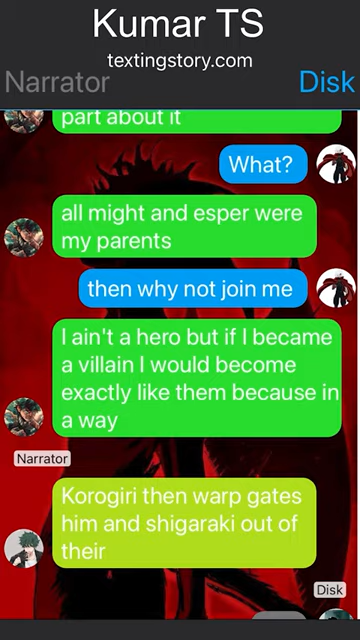 Kumar TS
textingstory.com
Narrator
Disk
part about it
What?
all might and esper were
my parents
then why not join me
I ain't a hero but if I became
a villain I would become
exactly like them because in
a way
Narrator
Korogiri then warp gates
him and shigaraki out of
their
Disk